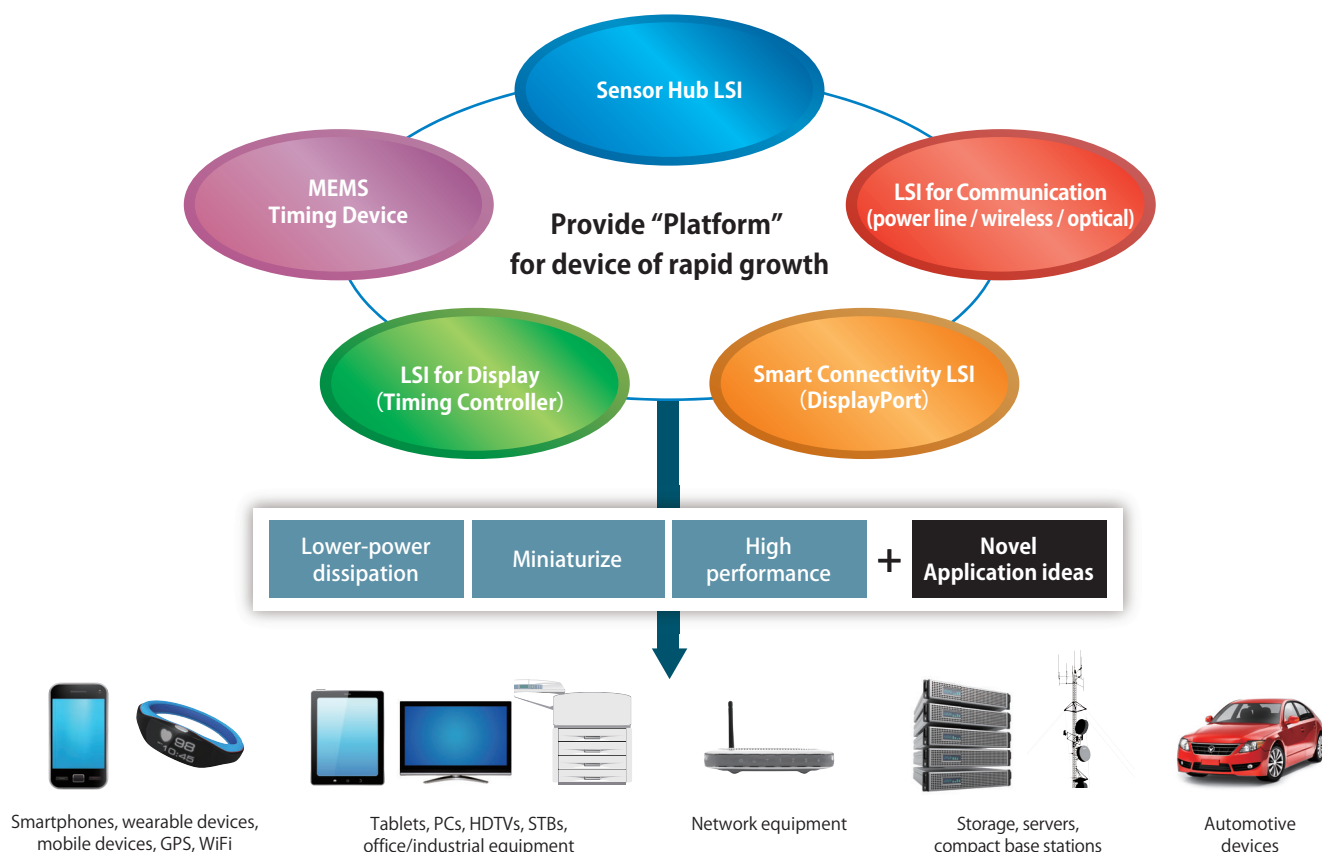 Sensor Hub LSI
MEMS
Timing Device
LSI for Communication
(power line / wireless / optical)
Provide “Platform”
for device of rapid growth
LSI for Display
(Timing Controller)
Smart Connectivity LSI
(DisplayPort)
Lower-power
dissipation
Miniaturize
High
performance
+
Novel
Application ideas
98
10:45
Smartphones, wearable devices,
mobile devices, GPS, WiFi
Tablets, PCs, HDTVs, STBs,
office/industrial equipment
Network equipment
Storage, servers,
compact base stations
Automotive
devices